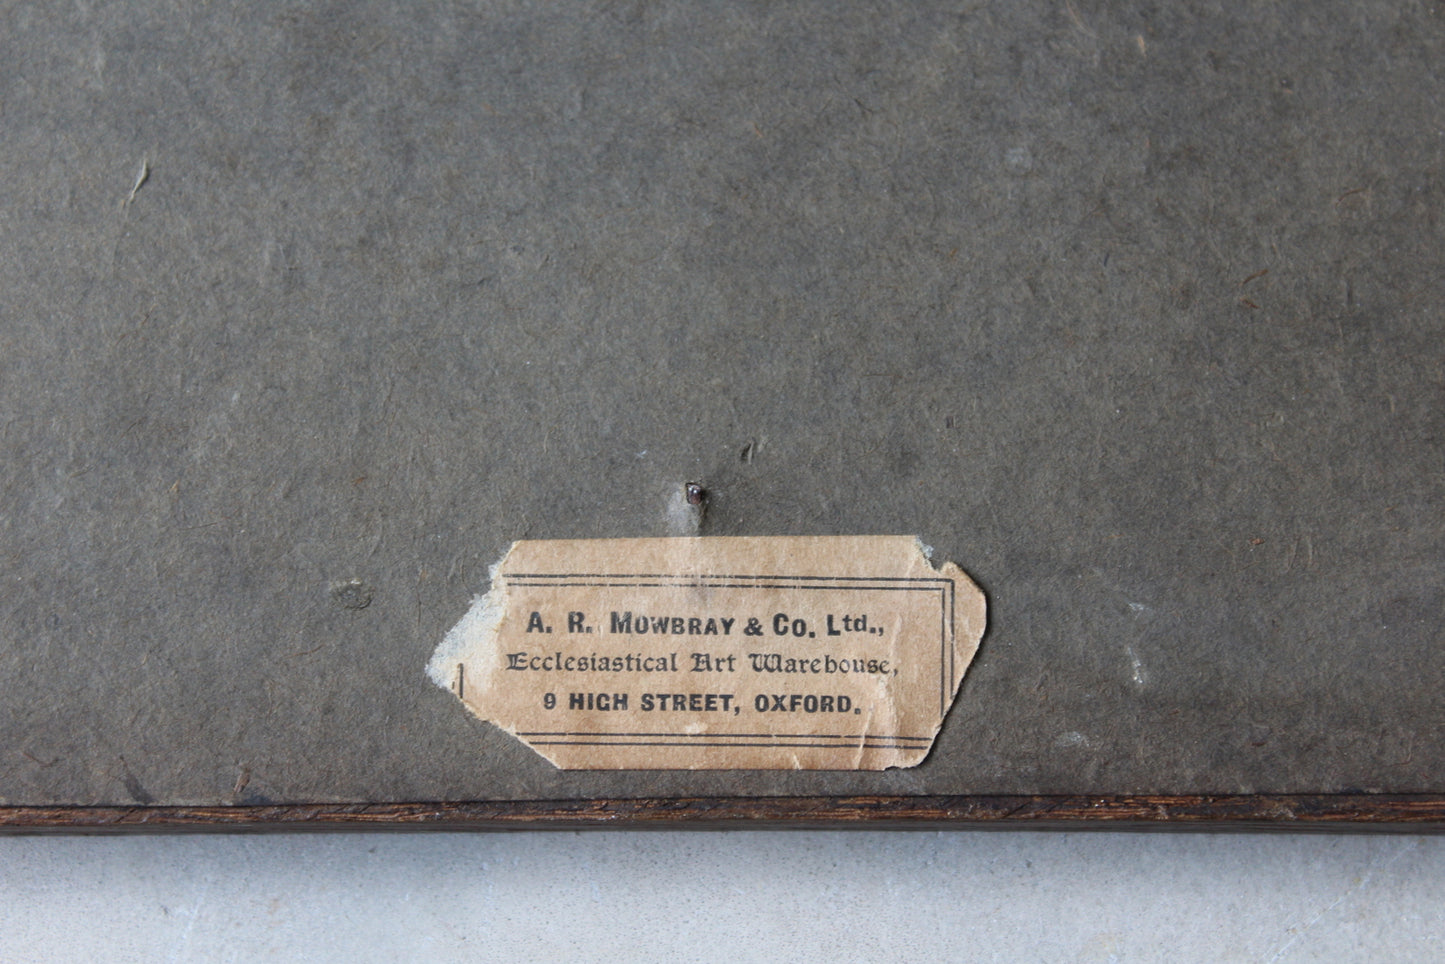 A. R. MOWBRAY & CO. Ltd.,
Ecclesiastical Art Warehouse,
9 HIGH STREET, OXFORD.